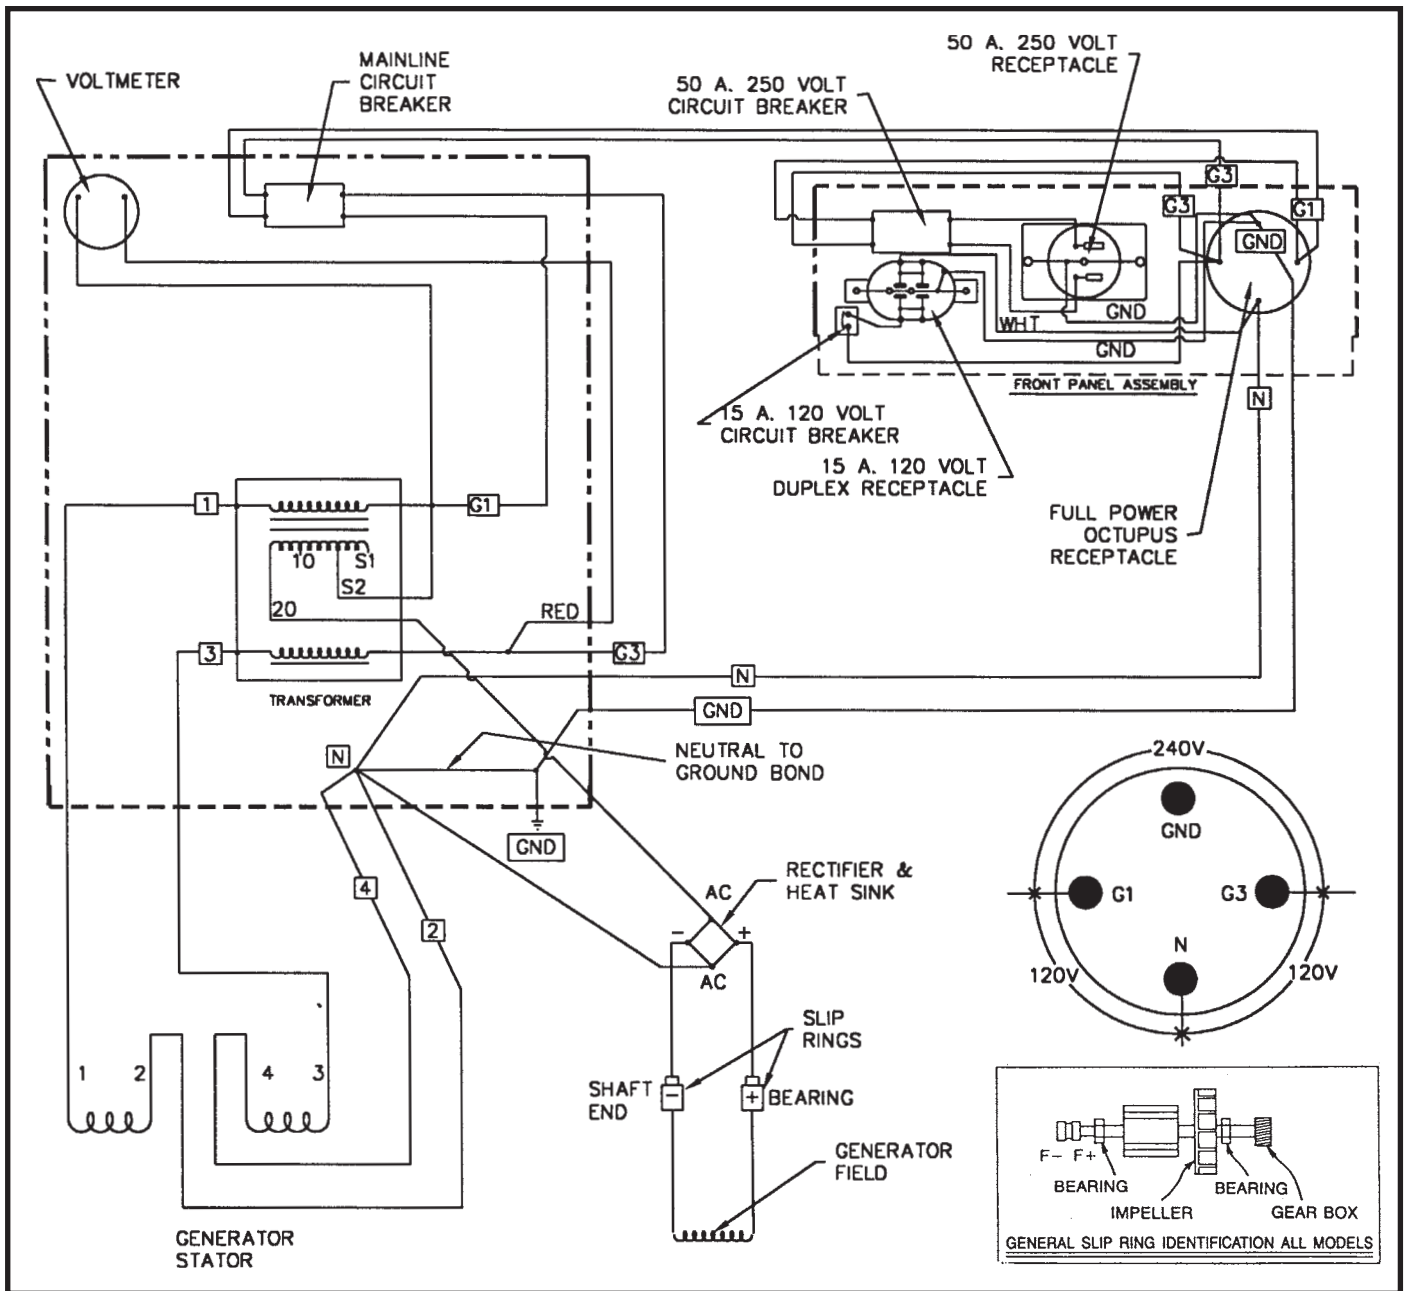 VOLTMETER
MAINLINE
CIRCUIT
BREAKER
50 A. 250 VOLT
CIRCUIT BREAKER
50 A. 250 VOLT
RECEPTACLE
G3
G3
G1
GND
GND
WHT
GND
FRONT PANEL ASSEMBLY
N
15 A. 120 VOLT
CIRCUIT BREAKER
15 A. 120 VOLT
DUPLEX RECEPTACLE
FULL POWER
OCTUPUS
RECEPTACLE
1
G1
10
S1
S2
20
RED
3
G3
TRANSFORMER
N
GND
N
NEUTRAL TO
GROUND BOND
GND
4
2
RECTIFIER &
HEAT SINK
AC
-
+
AC
SLIP
RINGS
SHAFT
END
-
+
BEARING
GENERATOR
FIELD
1
2
4
3
GENERATOR
STATOR
240V
GND
G1
G3
N
120V
120V
F- F+
BEARING
BEARING
IMPELLER
GEAR BOX
GENERAL SLIP RING IDENTIFICATION ALL MODELS